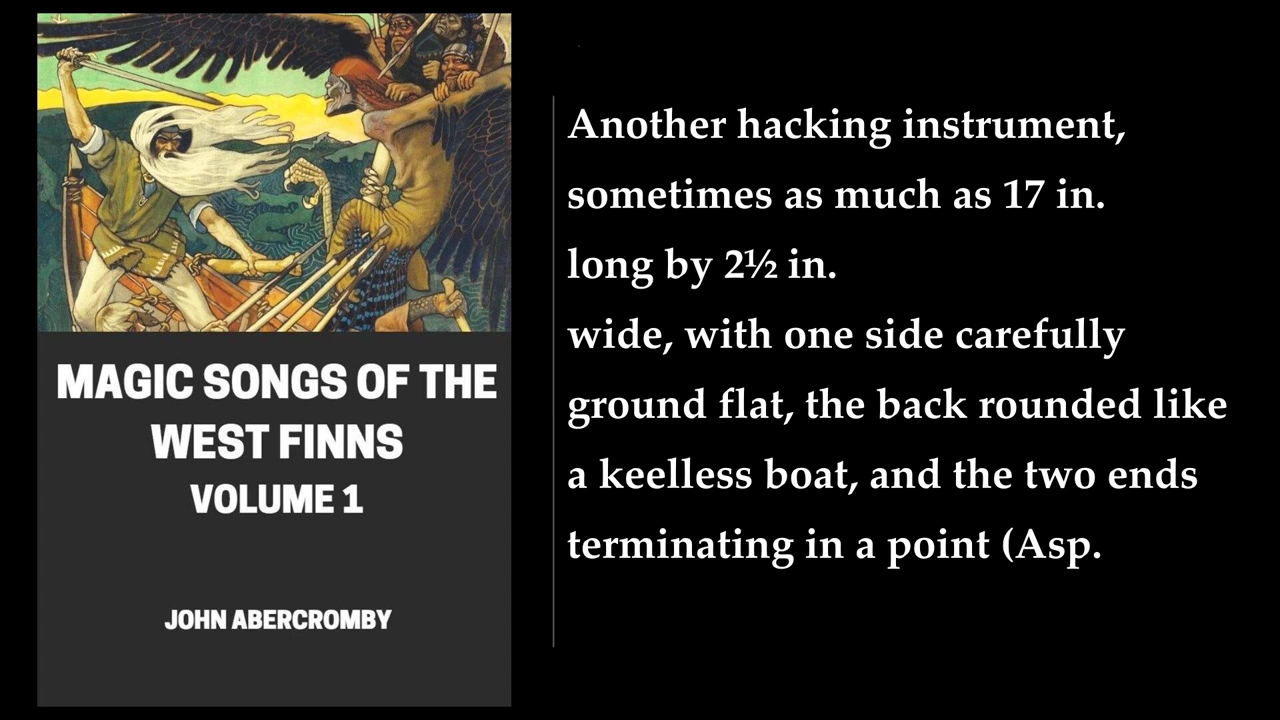 MAGIC SONGS OF THE
WEST FINNS
VOLUME 1
JOHN ABERCROMBY
Another hacking instrument,
sometimes as much as 17 in.
long by 2½ in.
wide, with one side carefully
ground flat, the back rounded like
a keelless boat, and the two ends
terminating in a point (Asp.